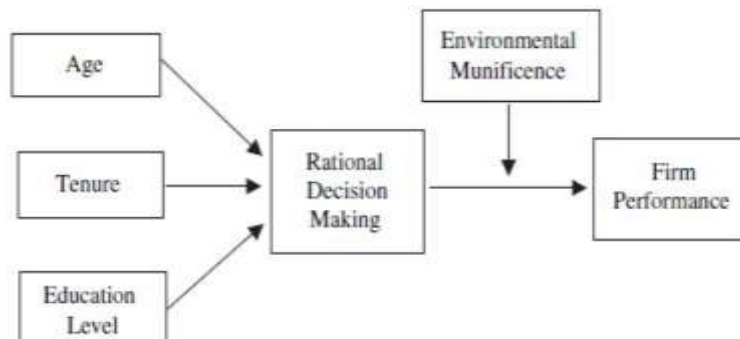 Age
Tenure
Education
Level
Rational
Decision
Making
Environmental
Munificence
Firm
Performance